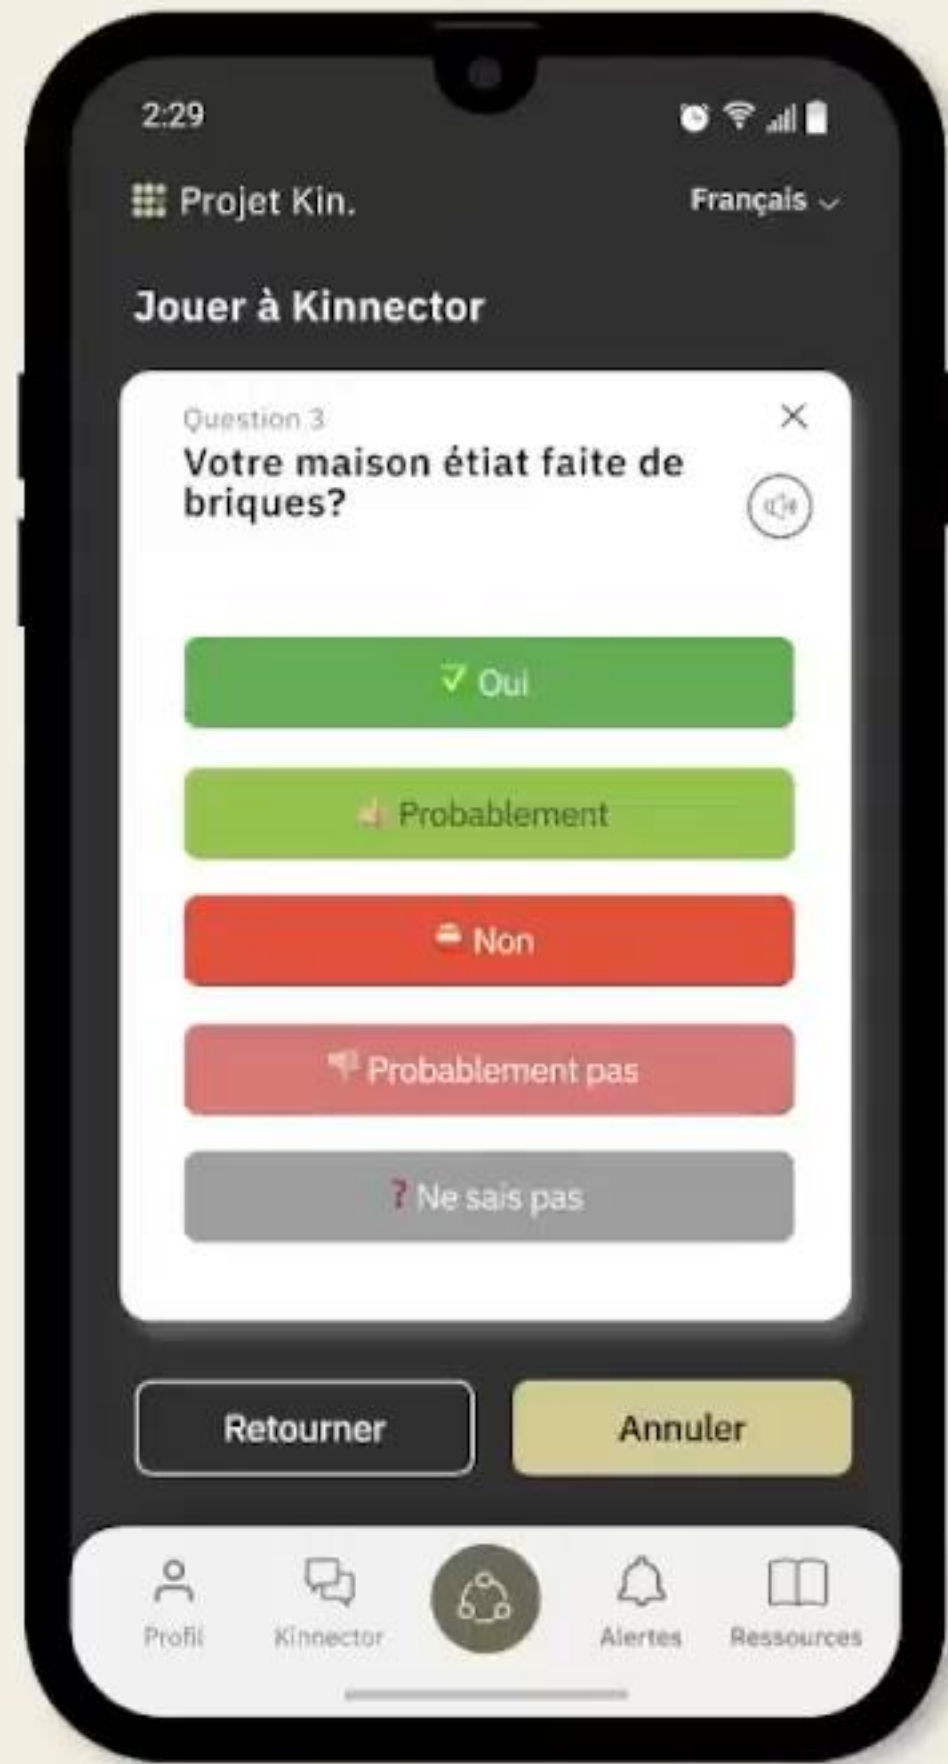 2:29
Projet Kin.
Français
Jouer à Kinnector
Question 3
Votre maison étiat faite de
briques?
Oui
Probablement
Non
Probablement pas
? Ne sais pas
Retourner
Annuler
Profil
Kinnector
Alertes
Ressources